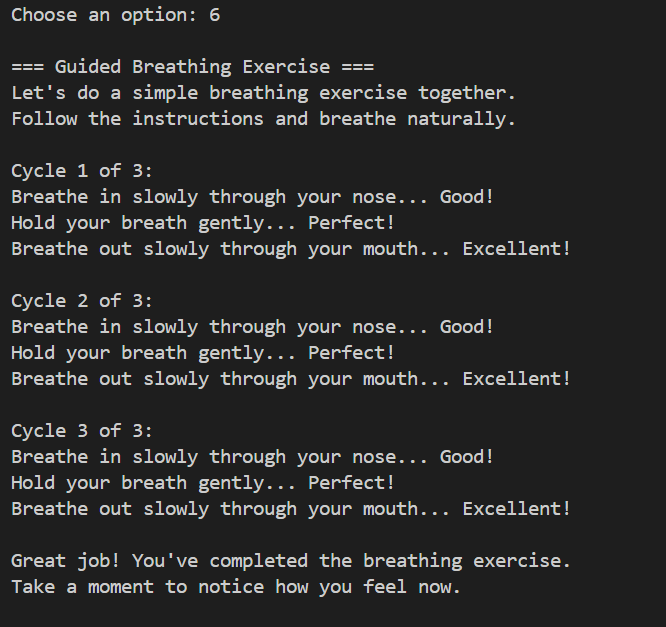 Choose an option: 6
=== Guided Breathing Exercise ===
Let's do a simple breathing exercise together.
Follow the instructions and breathe naturally.
Cycle 1 of 3:
Breathe in slowly through your nose... Good!
Hold your breath gently... Perfect!
Breathe out slowly through your mouth... Excellent!
Cycle 2 of 3:
Breathe in slowly through your nose... Good!
Hold your breath gently... Perfect!
Breathe out slowly through your mouth... Excellent!
Cycle 3 of 3:
Breathe in slowly through your nose... Good!
Hold your breath gently... Perfect!
Breathe out slowly through your mouth... Excellent!
Great job! You've completed the breathing exercise.
Take a moment to notice how you feel now.